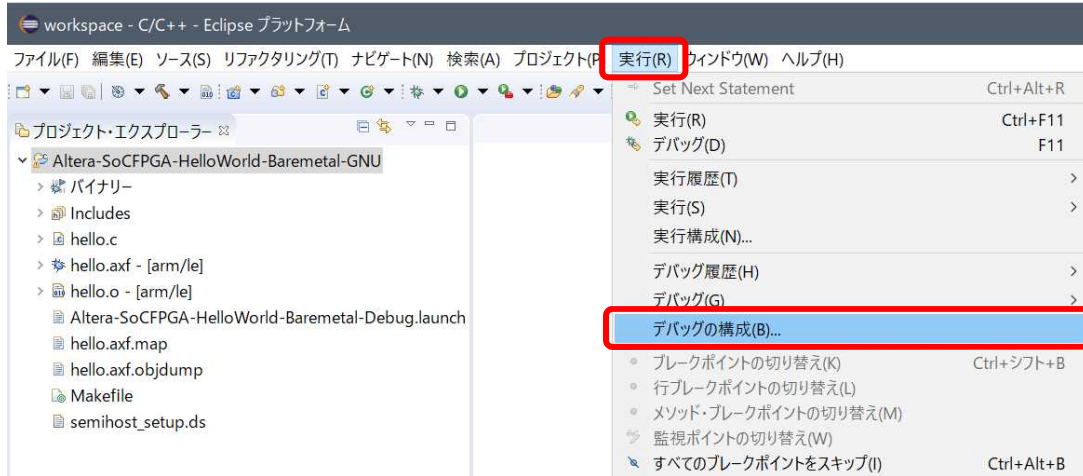 workspace - C/C++ - Eclipse プラットフォーム
ファイル(F) 編集(E) ソース(S) リファクタリング(T) ナビゲート(N) 検索(A) プロジェクト(P 実行(R) ウィンドウ(W) ヘルプ(H)
プロジェクト・エクスプローラー
Altera-SoCFPGA-HelloWorld-Baremetal-GNU
バイナリー
Includes
hello.c
hello.axf - [arm/le]
hello.o - [arm/le]
Altera-SoCFPGA-HelloWorld-Baremetal-Debug.launch
hello.axf.map
hello.axf.objdump
Makefile
semihost_setup.ds
Set Next Statement Ctrl+Alt+R
実行(R) Ctrl+F11
デバッグ(D) F11
実行履歴(T)
実行(S)
実行構成(N)...
デバッグ履歴(H)
デバッグ(G)
デバッグの構成(B)...
ブレークポイントの切り替え(K) Ctrl+シフト+B
行ブレークポイントの切り替え(L)
メソッド・ブレークポイントの切り替え(M)
監視ポイントの切り替え(W)
すべてのブレークポイントをスキップ(I) Ctrl+Alt+B